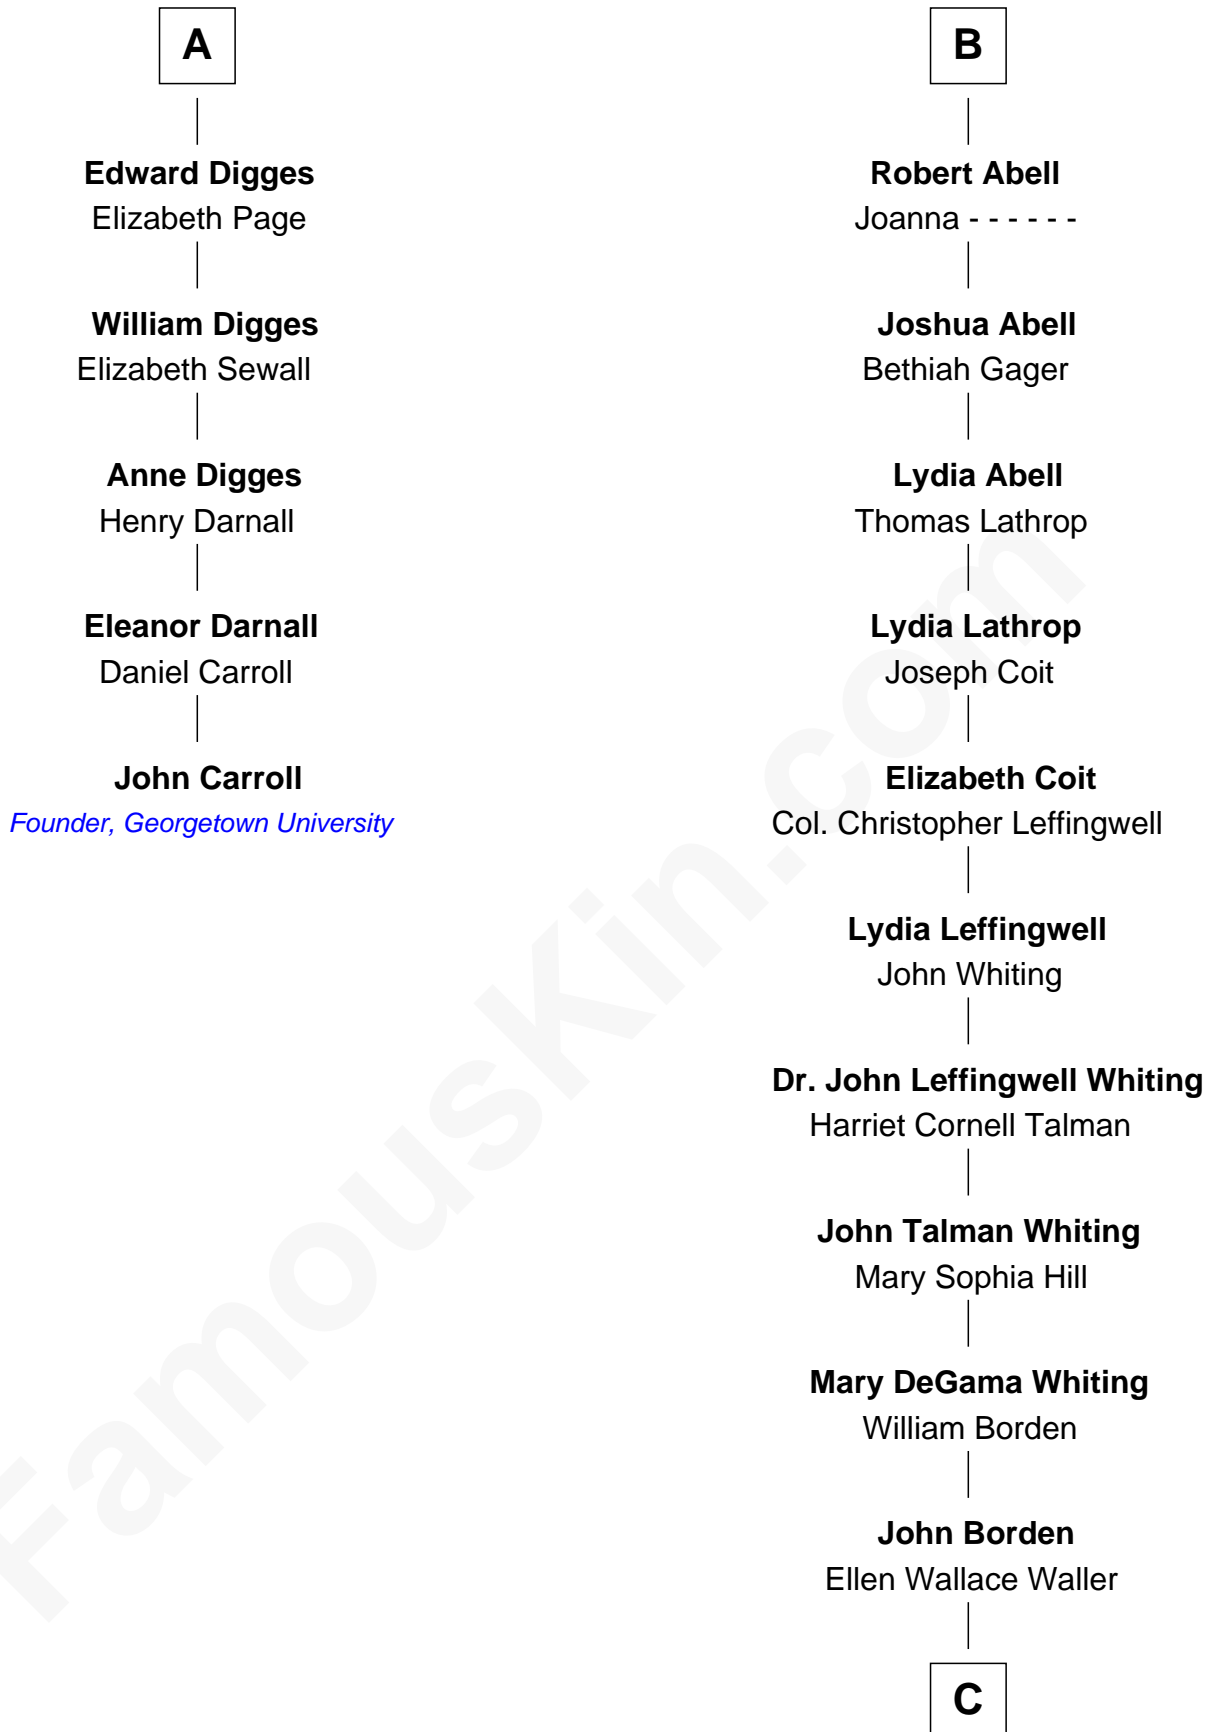 A
Edward Digges
Elizabeth Page
William Digges
Elizabeth Sewall
Anne Digges
Henry Darnall
Eleanor Darnall
Daniel Carroll
John Carroll
Founder, Georgetown University
B
Robert Abell
Joanna - - - - - -
Joshua Abell
Bethiah Gager
Lydia Abell
Thomas Lathrop
Lydia Lathrop
Joseph Coit
Elizabeth Coit
Col. Christopher Leffingwell
Lydia Leffingwell
John Whiting
Dr. John Leffingwell Whiting
Harriet Cornell Talman
John Talman Whiting
Mary Sophia Hill
Mary DeGama Whiting
William Borden
John Borden
Ellen Wallace Waller
C
FamousKin.com